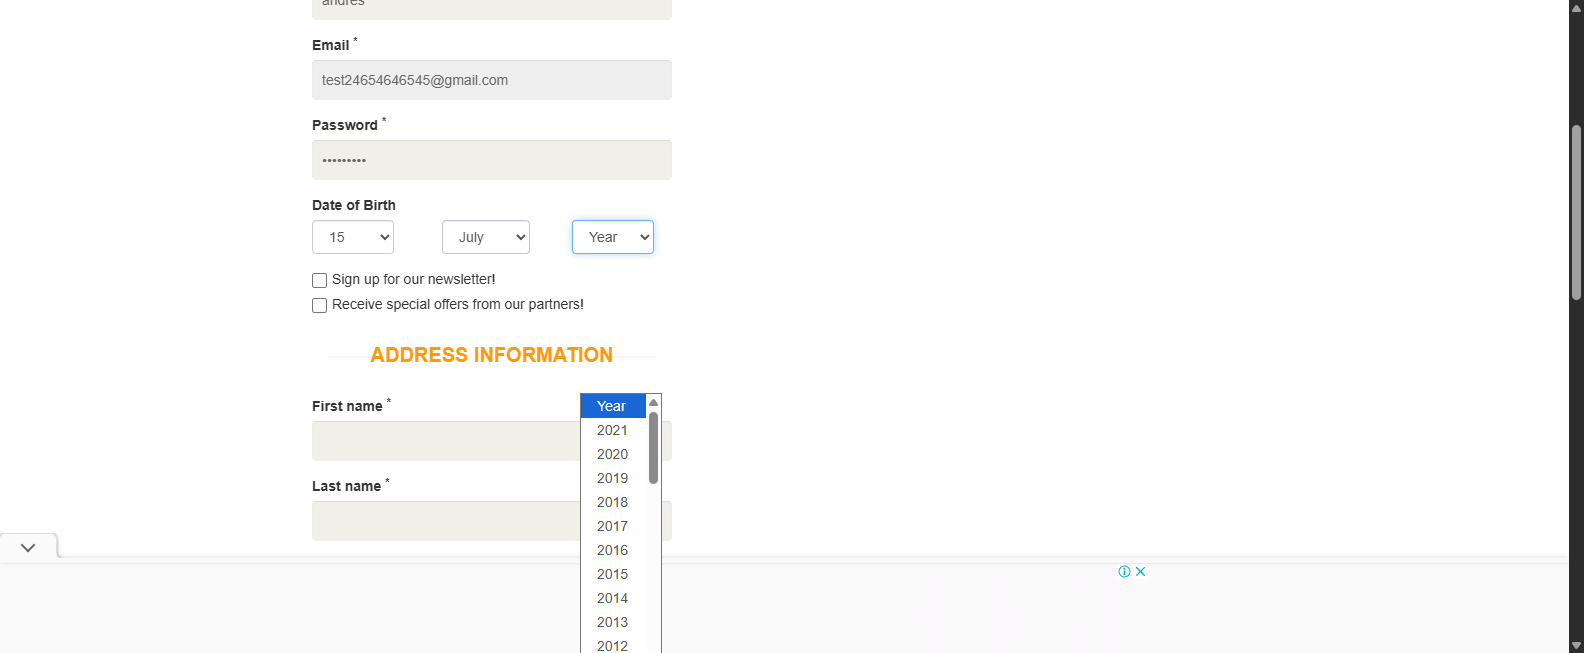 andres
Email *
test24654646545@gmail.com
Password *
•••••••••
Date of Birth
15 July Year
Sign up for our newsletter!
Receive special offers from our partners!
ADDRESS INFORMATION
First name *
Year
2021
2020
2019
Last name *
2018
2017
2016
2015
2014
2013
2012